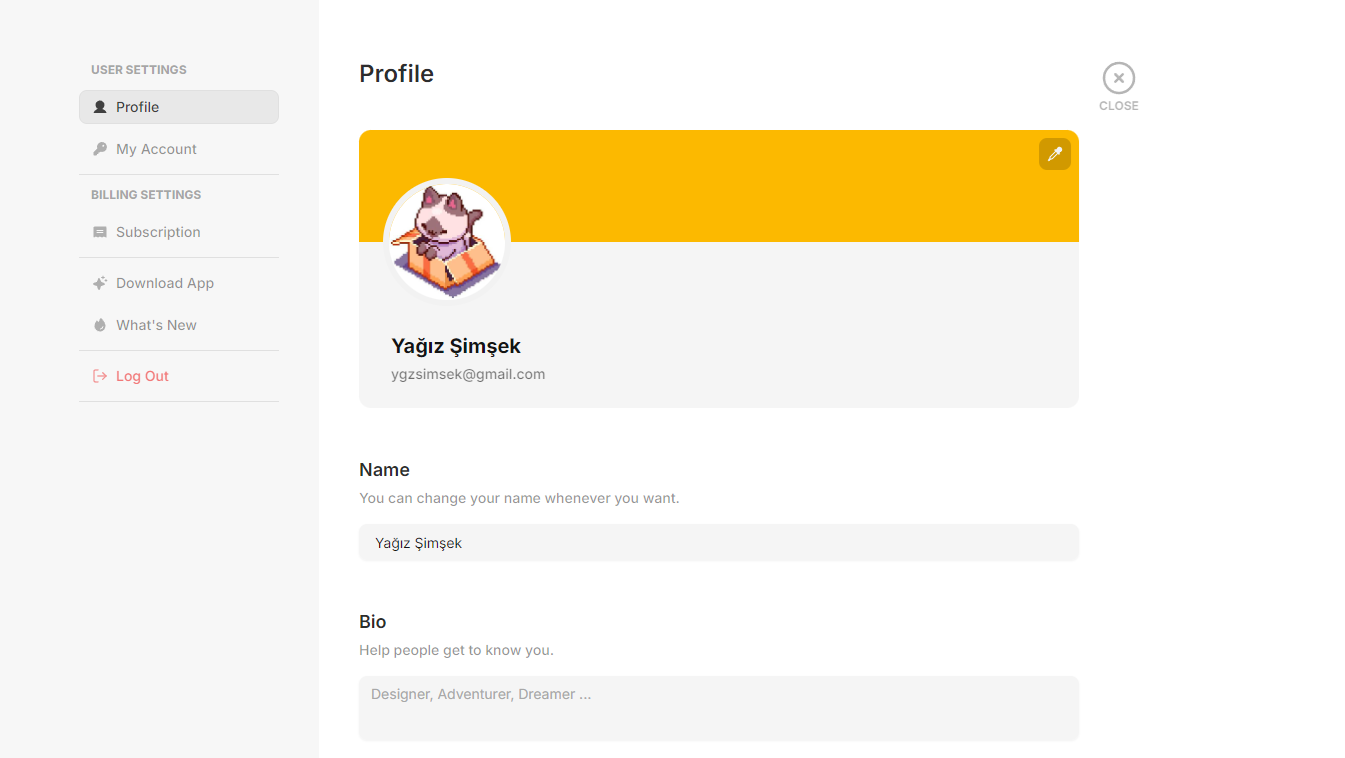 USER SETTINGS
Profile
My Account
BILLING SETTINGS
Subscription
Download App
What's New
Log Out
Profile
CLOSE
Yağız Şimşek
ygzsimsek@gmail.com
Name
You can change your name whenever you want.
Yağız Şimşek
Bio
Help people get to know you.
Designer, Adventurer, Dreamer ...